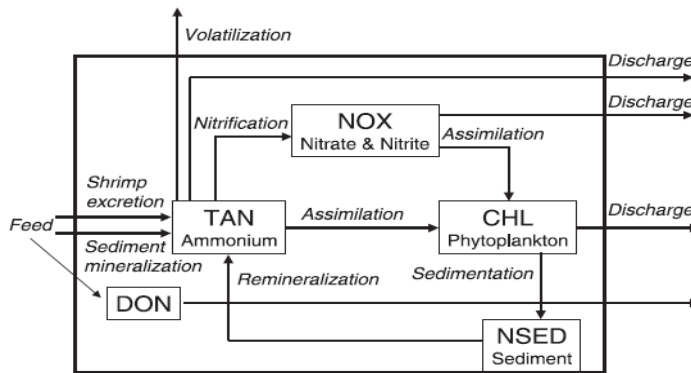 Volatilization
Discharge
Discharge
Nitrification
NOX
Nitrate & Nitrite
Assimilation
Shrimp
excretion
Feed
Sediment
mineralization
TAN
Ammonium
Assimilation
CHL
Phytoplankton
Discharge
Remineralization
Sedimentation
DON
NSED
Sediment